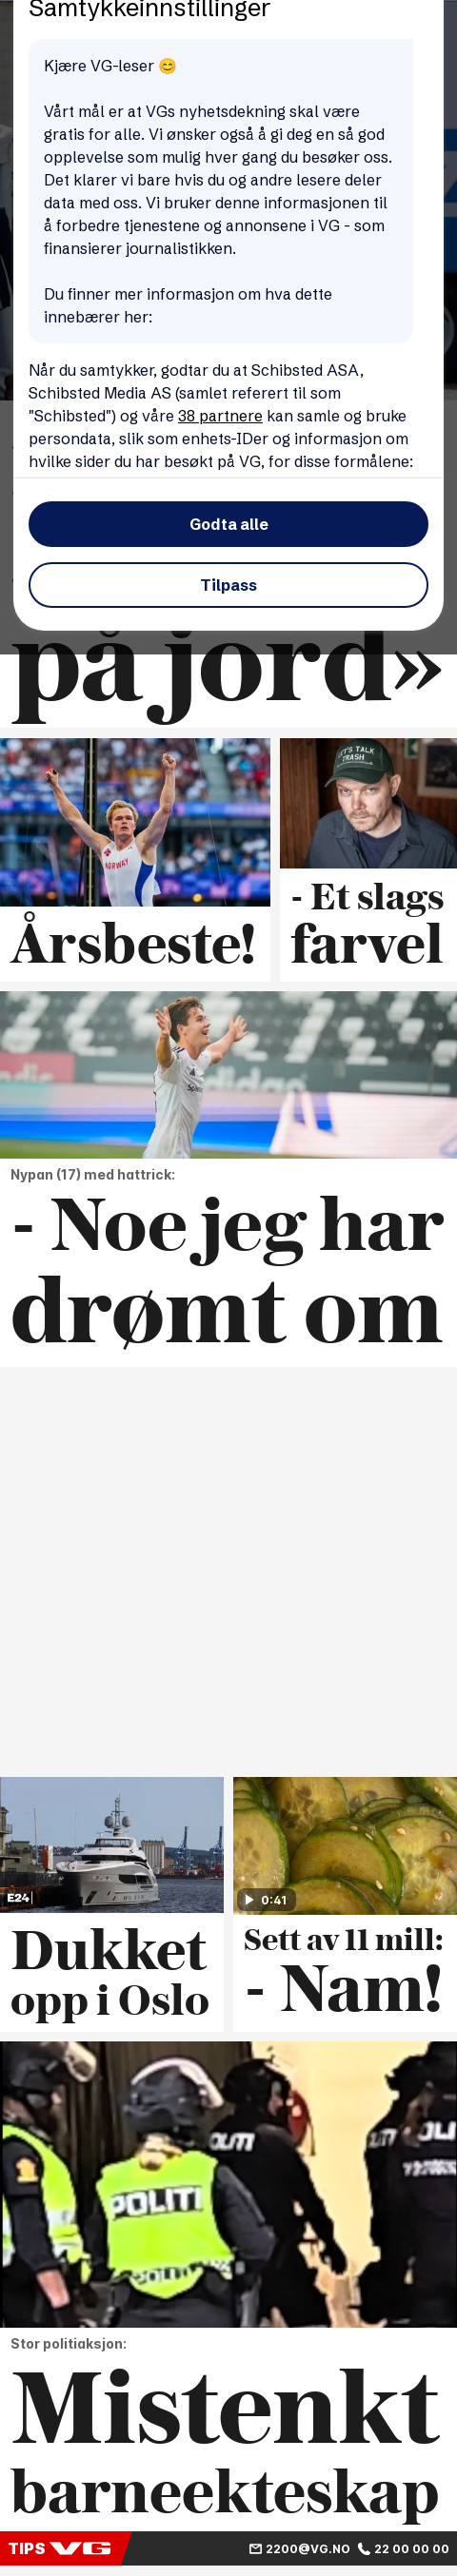 Samtykkeinnstillinger
Kjære VG-leser 😊
Vårt mål er at VGs nyhetsdekning skal være
gratis for alle. Vi ønsker også å gi deg en så god
opplevelse som mulig hver gang du besøker oss.
Det klarer vi bare hvis du og andre lesere deler
data med oss. Vi bruker denne informasjonen til
å forbedre tjenestene og annonsene i VG - som
finansierer journalistikken.
Du finner mer informasjon om hva dette
innebærer her:
Når du samtykker, godtar du at Schibsted ASA,
Schibsted Media AS (samlet referert til som
"Schibsted") og våre 38 partnere kan samle og bruke
persondata, slik som enhets-IDer og informasjon om
hvilke sider du har besøkt på VG, for disse formålene:
Godta alle
Tilpass
på jord»
NORWAY
LET'S TALK
TRASH
Årsbeste!
- Et slags
farvel
Nypan (17) med hattrick:
- Noe jeg har
drømt om
E24
0:41
Dukket
opp i Oslo
Sett av 11 mill:
- Nam!
POLITI
POLITI
Stor politiaksjon:
Mistenkt
barneekteskap
TIPS VG 2200@VG.NO 22 00 00 00